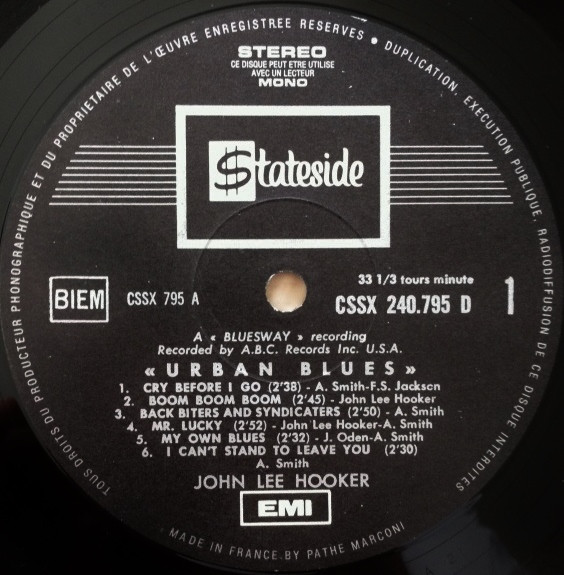 TOUS DROITS DU PRODUCTEUR PHONOGRAPHIQUE ET DU PROPRIETAIRE DE L'ŒUVRE ENREGISTREE RESERVES • DUPLICATION, EXECUTION PUBLIQUE, RADIODIFFUSION DE CE DISQUE INTERDITES
STEREO
CE DISQUE PEUT ETRE UTILISE
AVEC UN LECTEUR
MONO
$tateside
BIEM
CSSX 795 A
33 1/3 tours minute
CSSX 240.795 D
1
A « BLUESWAY » recording
Recorded by A.B.C. Records Inc. U.S.A.
« URBAN BLUES »
1. CRY BEFORE I GO (2'38) - A. Smith-F.S. Jackson
2. BOOM BOOM BOOM (2'45) - John Lee Hooker
3. BACK BITERS AND SYNDICATERS (2'50) - A. Smith
4. MR. LUCKY (2'52) - John Lee Hooker-A. Smith
5. MY OWN BLUES (2'32) - J. Oden-A. Smith
6. I CAN'T STAND TO LEAVE YOU (2'30)
A. Smith
JOHN LEE HOOKER
EMI
MADE IN FRANCE.BY PATHE MARCONI